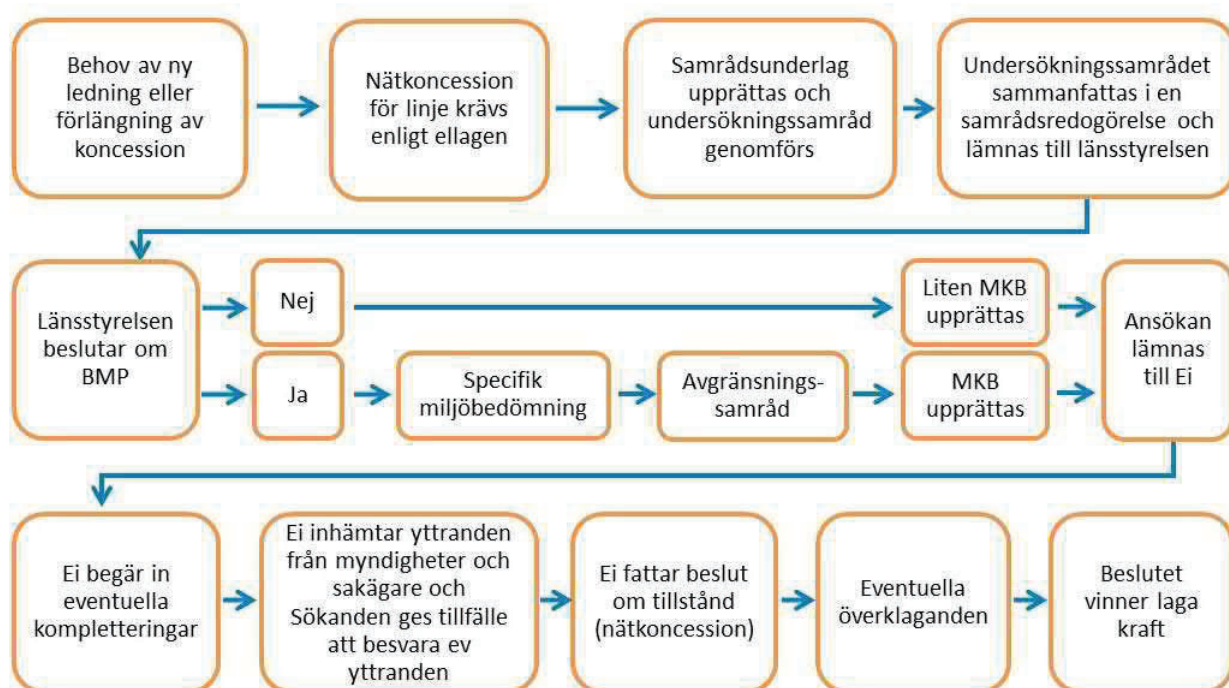 Behov av ny
ledning eller
förlängning av
koncession
Nätkoncession
för linje krävs
enligt ellagen
Samrådsunderlag
upprättas och
undersökningssamråd
genomförs
Undersökningssamrådet
sammanfattas i en
samrådsredogörelse och
lämnas till länsstyrelsen
Länsstyrelsen
beslutar om
BMP
Nej
Liten MKB
upprättas
Ja
Specifik
miljöbedömning
Avgränsnings-
samråd
MKB
upprättas
Ansökan
lämnas
till Ei
Ei begär in
eventuella
kompletteringar
Ei inhämtar yttranden
från myndigheter och
sakägare och
Sökanden ges tillfälle
att besvara ev
yttranden
Ei fattar beslut
om tillstånd
(nätkoncession)
Eventuella
överklaganden
Beslutet
vinner laga
kraft